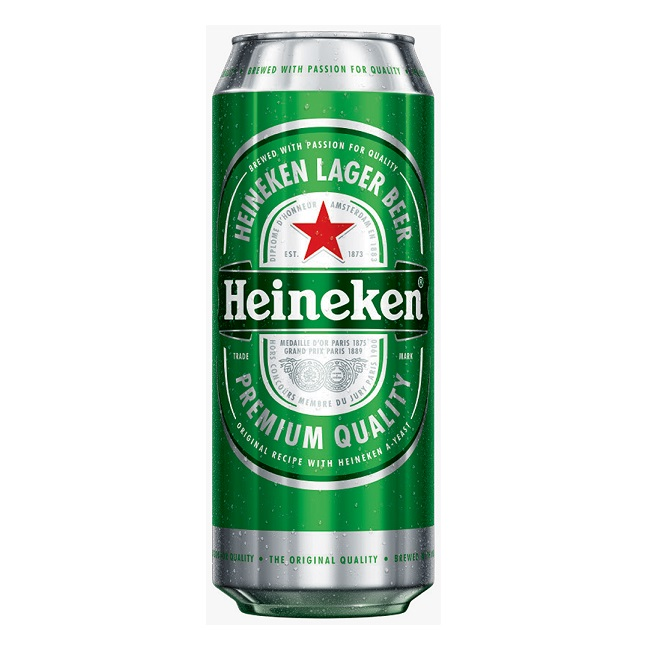 BREWED WITH PASSION FOR QUALITY
BREWED WITH PASSION FOR QUALITY
HEINEKEN LAGER BEER
DIPLOME D'HONNEUR AMSTERDAM EN 1883
EST. 1873
Heineken®
MEDAILLE D'OR PARIS 1875
GRAND PRIX PARIS 1889
TRADE MARK
HORS CONCOURS MEMBRE DU JURY PARIS 1900
PREMIUM QUALITY
ORIGINAL RECIPE WITH HEINEKEN A-YEAST
QUALITY • THE ORIGINAL QUALITY • BREWED